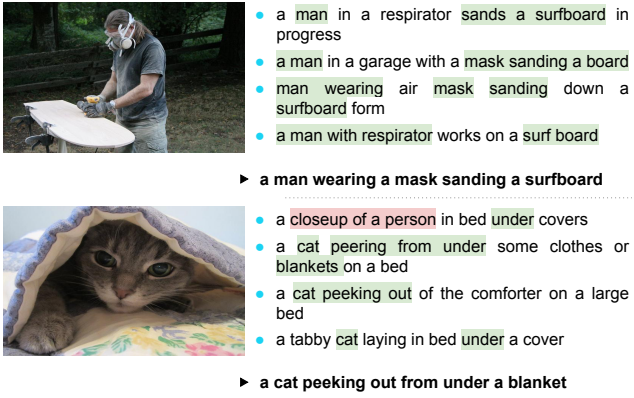 a man in a respirator sands a surfboard in
progress
a man in a garage with a mask sanding a board
man wearing air mask sanding down a
surfboard form
a man with respirator works on a surf board
a man wearing a mask sanding a surfboard
a closeup of a person in bed under covers
a cat peering from under some clothes or
blankets on a bed
a cat peeking out of the comforter on a large
bed
a tabby cat laying in bed under a cover
a cat peeking out from under a blanket